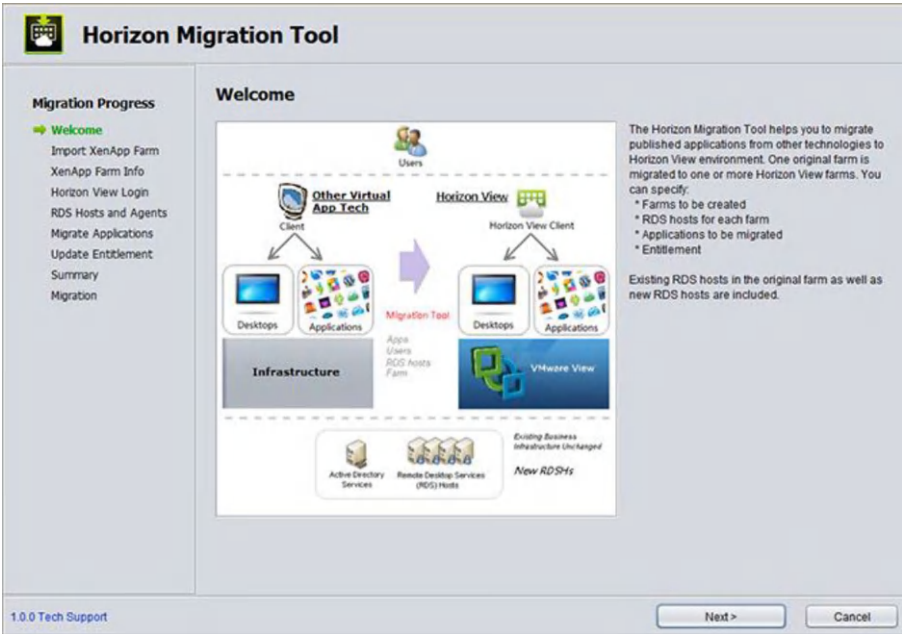 Horizon Migration Tool
Migration Progress
Welcome
Import XenApp Farm
XenApp Farm Info
Horizon View Login
RDS Hosts and Agents
Migrate Applications
Update Entitlement
Summary
Migration
Welcome
Users
Other Virtual
App Tech
Client
Horizon View
Horizon View Client
Desktops
Applications
Migration Tool
Apps
Users
RDS hosts
Farm
Desktops
Applications
Infrastructure
VMware View
Active Directory
Services
Remote Desktop Services
(RDS) Hosts
Existing Business
Infrastructure Unchanged
New RDSHs
The Horizon Migration Tool helps you to migrate
published applications from other technologies to
Horizon View environment. One original farm is
migrated to one or more Horizon View farms. You
can specify:
* Farms to be created
* RDS hosts for each farm
* Applications to be migrated
* Entitlement
Existing RDS hosts in the original farm as well as
new RDS hosts are included.
1.0.0 Tech Support
Next >
Cancel